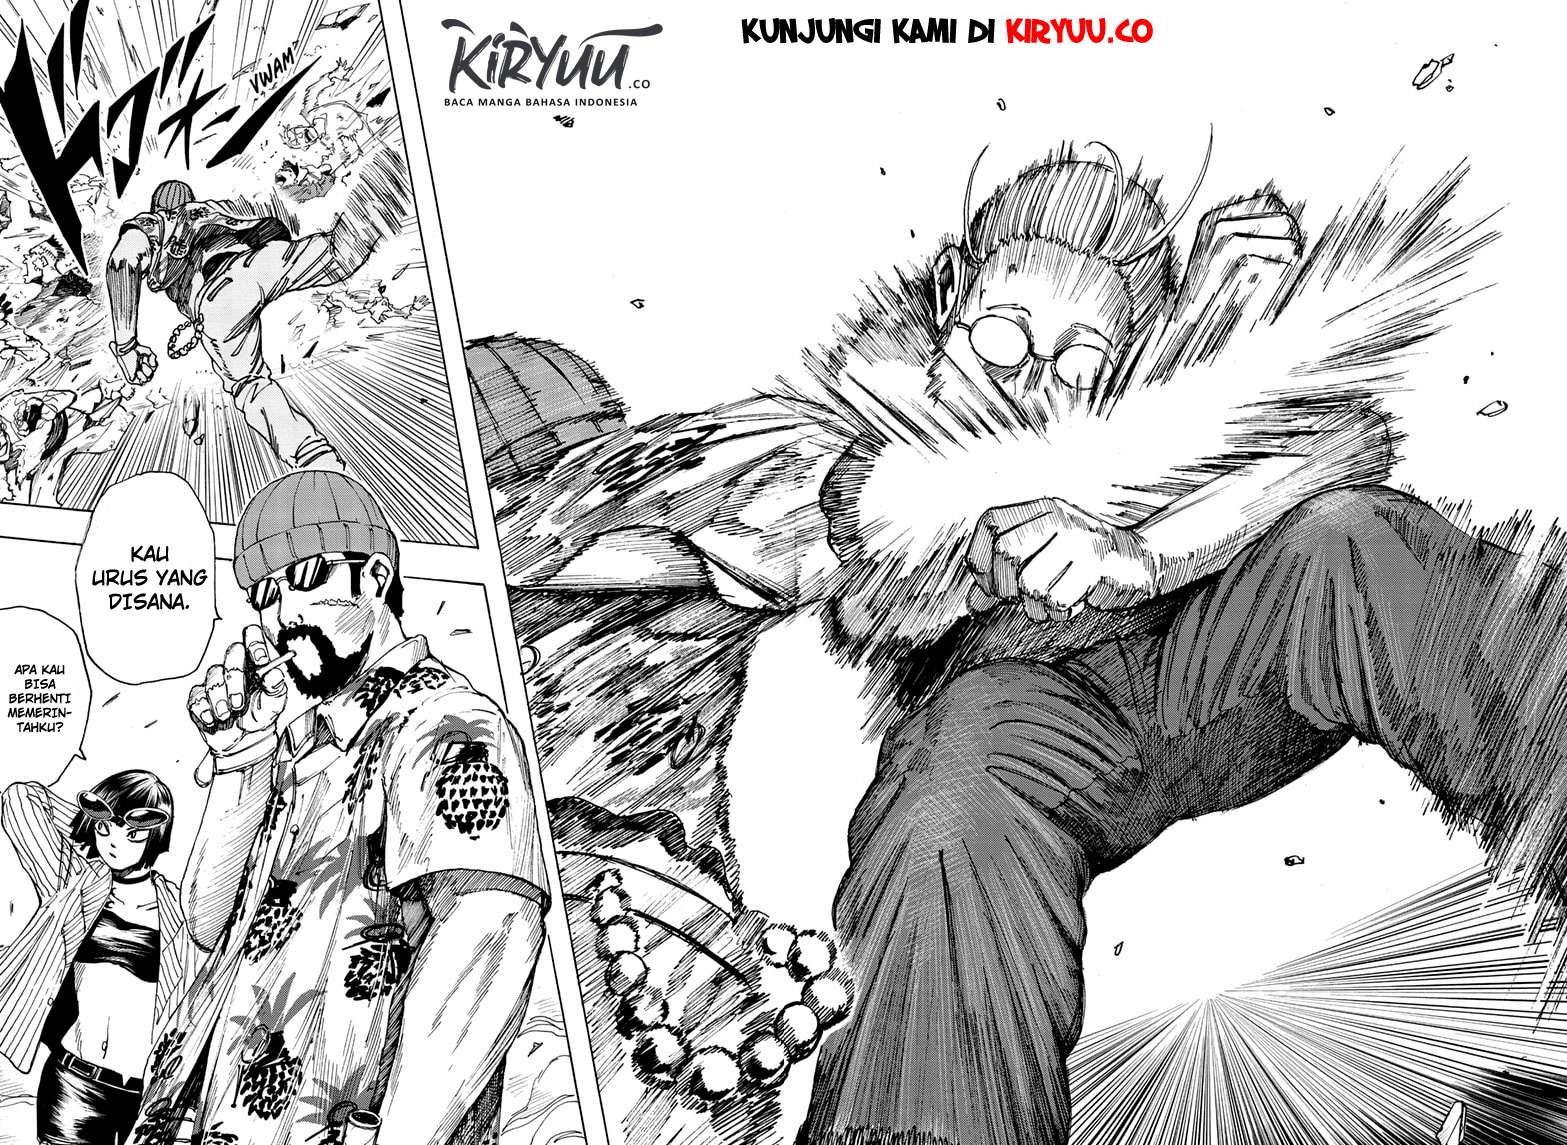 KIRYUU.CO
BACA MANGA BAHASA INDONESIA
KUNJUNGI KAMI DI KIRYUU.CO
ドゴオーン
VWAM
KAU
URUS YANG
DISANA.
APA KAU
BISA
BERHENTI
MEMERIN-
TAHKU?